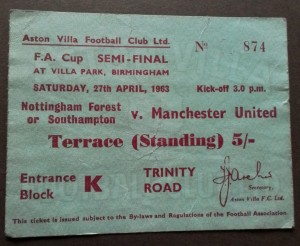 Aston Villa Football Club Ltd.
Nº 874
F.A. Cup SEMI-FINAL
AT VILLA PARK, BIRMINGHAM
SATURDAY, 27th APRIL, 1963 Kick-off 3.0 p.m.
Nottingham Forest
or Southampton v. Manchester United
Terrace (Standing) 5/-
Entrance
Block K
TRINITY
ROAD
Secretary,
Aston Villa F.C. Ltd.
This ticket is issued subject to the By-laws and Regulations of the Football Association